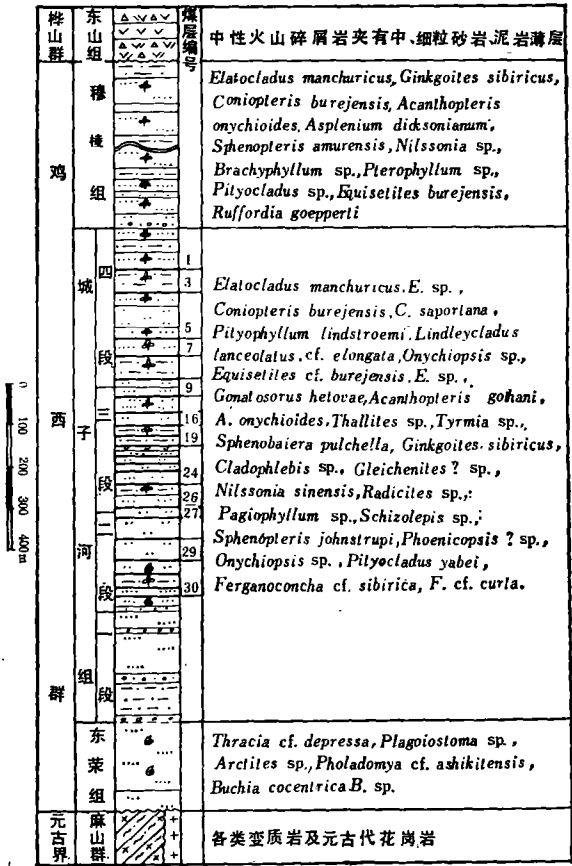 桦山群
东山组
煤层编号
中性火山碎屑岩夹有中、细粒砂岩、泥岩薄层
鸡西群
穆棱组
Elatocladus manchuricus, Ginkgoites sibiricus,
Coniopteris burejensis, Acanthopteris
onychioides, Asplenium dicksonianum,
Sphenopteris amurensis, Nilssonia sp.,
Brachyphyllum sp., Pterophyllum sp.,
Pityocladus sp., Equisetites burejensis,
Ruffordia goepperti
城子河组
四段
三段
二段
一段
1
3
5
7
9
16
19
24
26
27
29
30
Elatocladus manchuricus. E. sp.,
Coniopteris burejensis, C. saportana,
Pityophyllum lindstroemi, Lindleycladus
lanceolatus, cf. elongata, Onychiopsis sp.,
Equisetites cf. burejensis, E. sp.,
Gonatosorus ketovae, Acanthopteris gothani,
A. onychioides, Thallites sp., Tyrmia sp.,
Sphenobaiera pulchella, Ginkgoites. sibiricus,
Cladophlebis sp., Gleichenites ? sp.,
Nilssonia sinensis, Radicites sp.,
Pagiophyllum sp., Schizolepis sp.,
Sphenopteris johnstrupi, Phoenicopsis ? sp.,
Onychiopsis sp., Pityocladus yabei,
Ferganoconcha cf. sibirica, F. cf. curta.
东荣组
Thracia cf. depressa, Plagoiostoma sp.,
Arctites sp., Pholadomya cf. ashikitensis,
Buchia cocentrica B. sp.
元古界
麻山群
各类变质岩及元古代花岗岩
0
100
200
300
400m